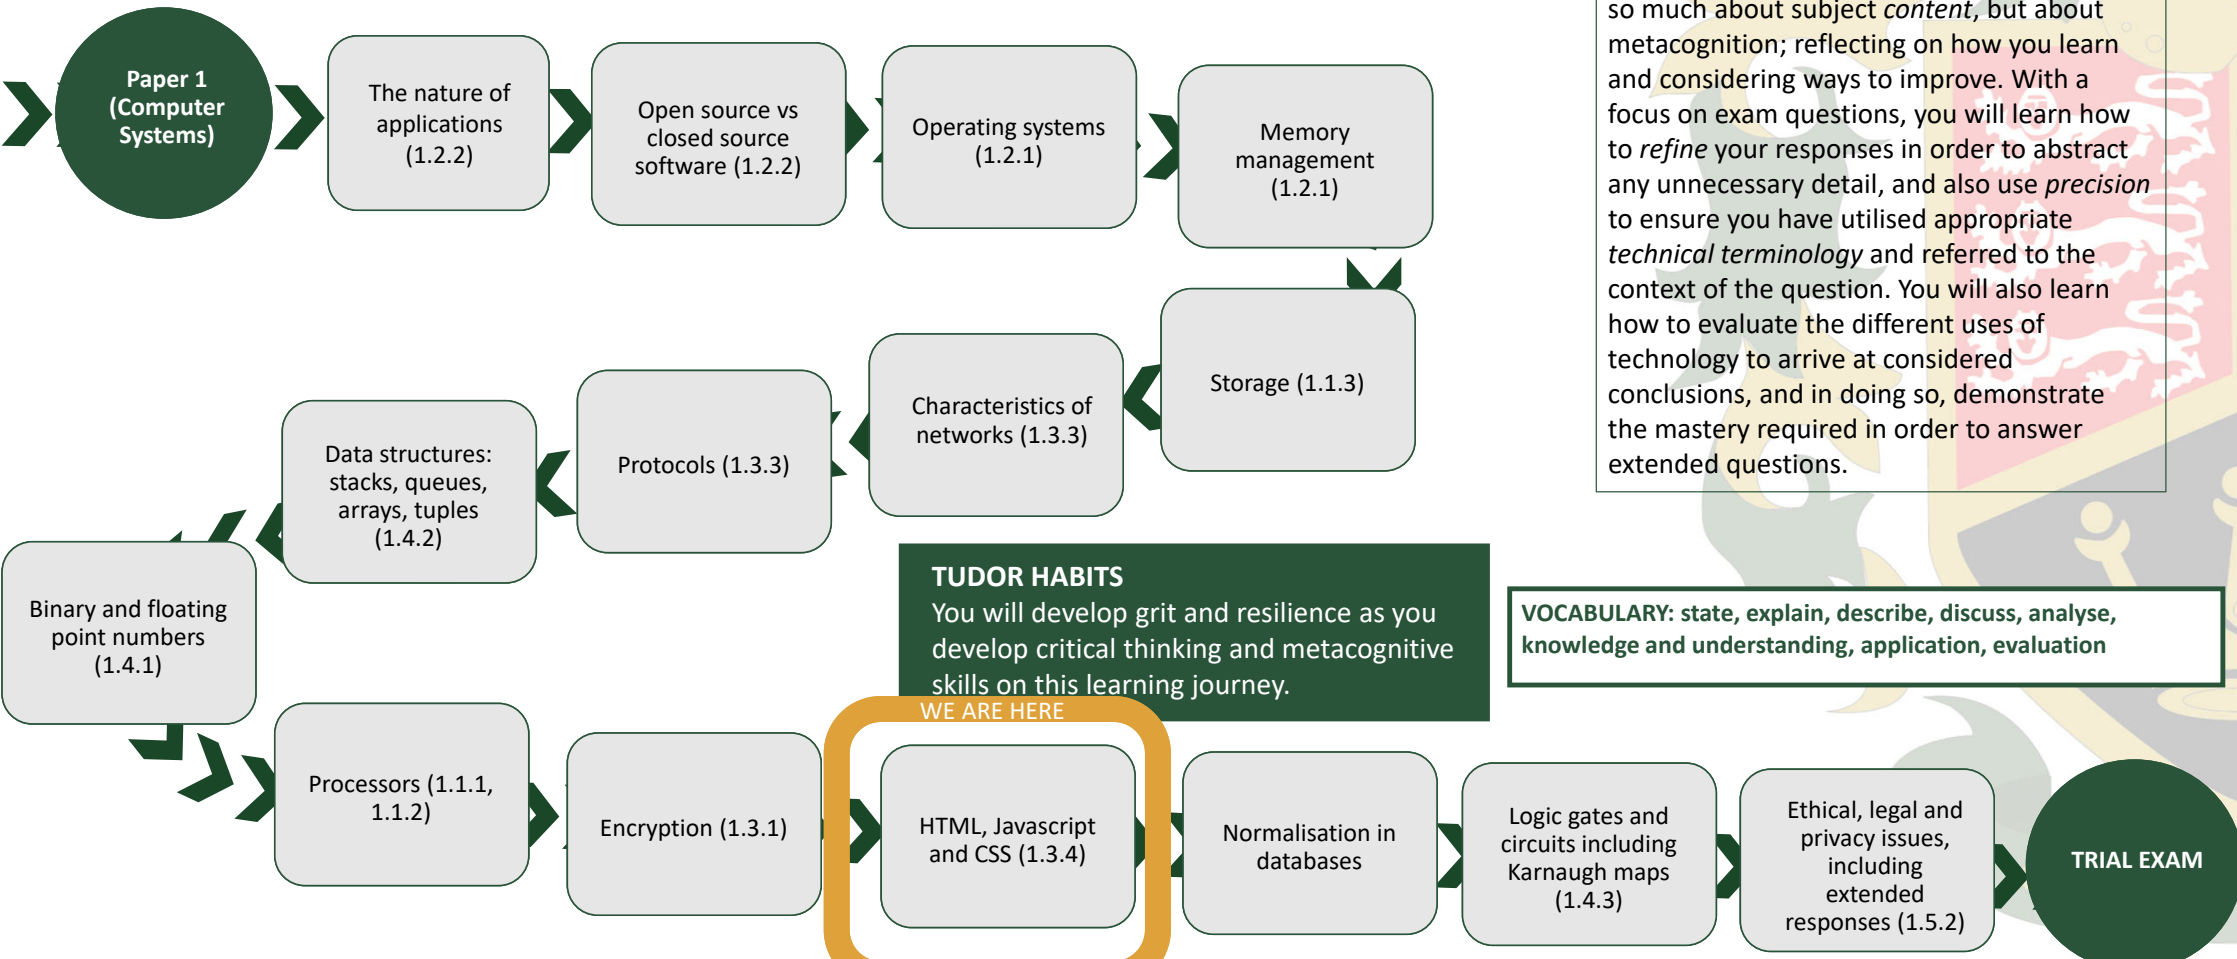 Paper 1
(Computer
Systems)
The nature of
applications
(1.2.2)
Open source vs
closed source
software (1.2.2)
Operating systems
(1.2.1)
Memory
management
(1.2.1)
so much about subject content, but about
metacognition; reflecting on how you learn
and considering ways to improve. With a
focus on exam questions, you will learn how
to refine your responses in order to abstract
any unnecessary detail, and also use precision
to ensure you have utilised appropriate
technical terminology and referred to the
context of the question. You will also learn
how to evaluate the different uses of
technology to arrive at considered
conclusions, and in doing so, demonstrate
the mastery required in order to answer
extended questions.
Storage (1.1.3)
Characteristics of
networks (1.3.3)
Protocols (1.3.3)
Data structures:
stacks, queues,
arrays, tuples
(1.4.2)
Binary and floating
point numbers
(1.4.1)
TUDOR HABITS
You will develop grit and resilience as you
develop critical thinking and metacognitive
skills on this learning journey.
VOCABULARY: state, explain, describe, discuss, analyse,
knowledge and understanding, application, evaluation
WE ARE HERE
Processors (1.1.1,
1.1.2)
Encryption (1.3.1)
HTML, Javascript
and CSS (1.3.4)
Normalisation in
databases
Logic gates and
circuits including
Karnaugh maps
(1.4.3)
Ethical, legal and
privacy issues,
including
extended
responses (1.5.2)
TRIAL EXAM